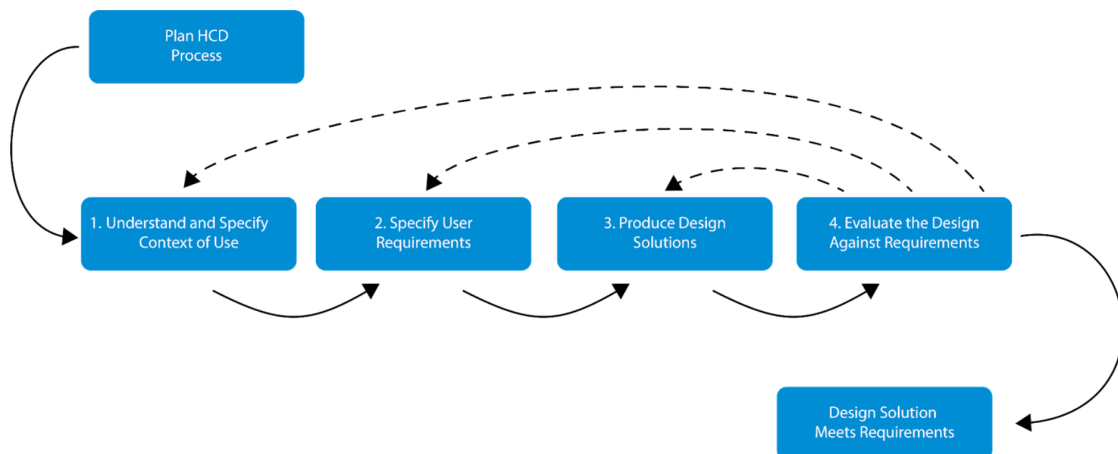 Plan HCD
Process
1. Understand and Specify
Context of Use
2. Specify User
Requirements
3. Produce Design
Solutions
4. Evaluate the Design
Against Requirements
Design Solution
Meets Requirements